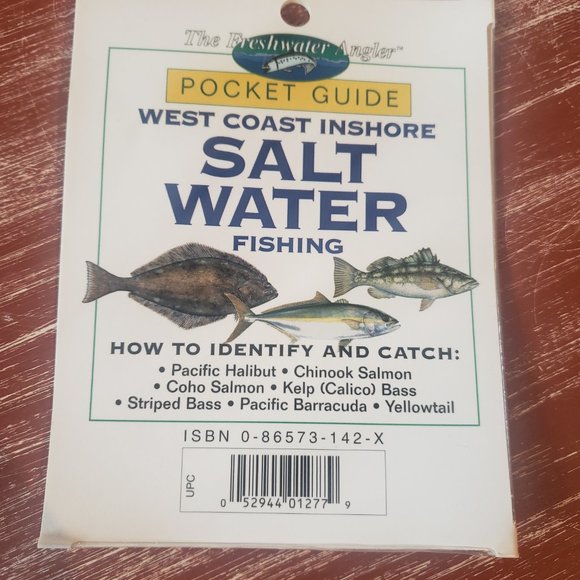 The Freshwater Angler™
POCKET GUIDE
WEST COAST INSHORE
SALT
WATER
FISHING
HOW TO IDENTIFY AND CATCH:
• Pacific Halibut • Chinook Salmon
• Coho Salmon • Kelp (Calico) Bass
• Striped Bass • Pacific Barracuda • Yellowtail
ISBN 0-86573-142-X
UPC
0 52944 01277 9